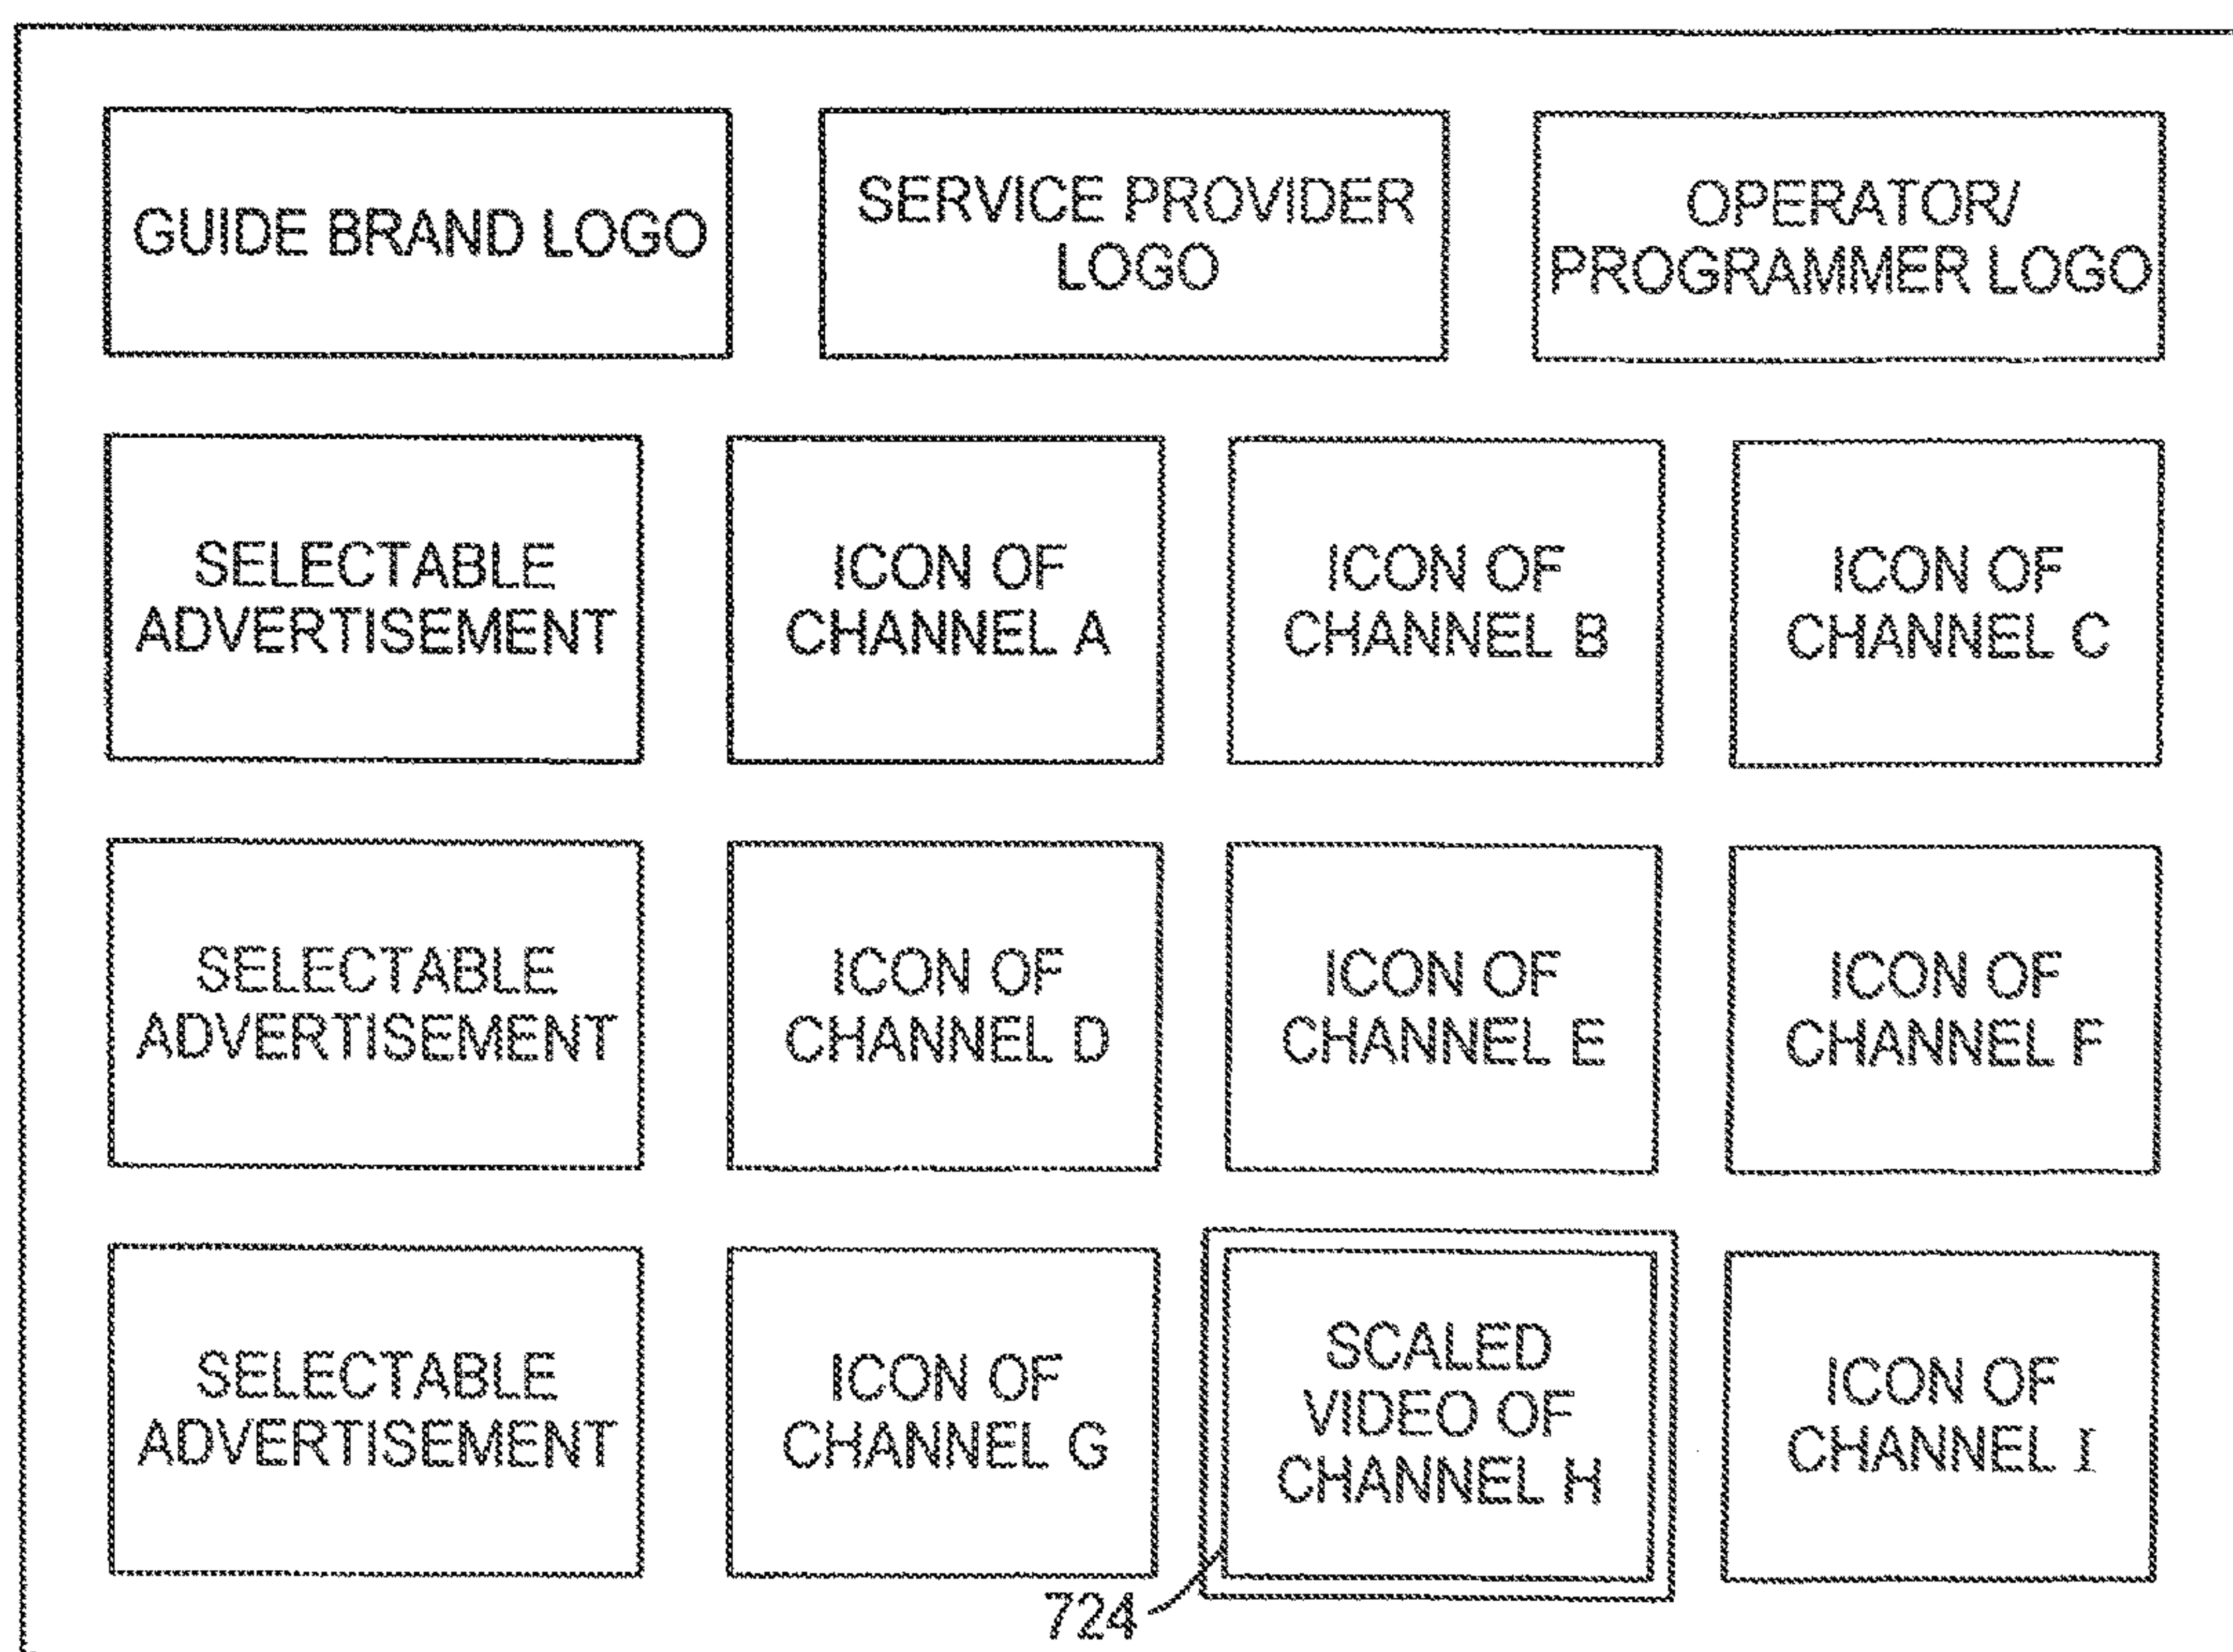 GUIDE BRAND LOGO
SERVICE PROVIDER
LOGO
OPERATOR/
PROGRAMMER LOGO
SELECTABLE
ADVERTISEMENT
ICON OF
CHANNEL A
ICON OF
CHANNEL B
ICON OF
CHANNEL C
SELECTABLE
ADVERTISEMENT
ICON OF
CHANNEL D
ICON OF
CHANNEL E
ICON OF
CHANNEL F
SELECTABLE
ADVERTISEMENT
ICON OF
CHANNEL G
SCALED
VIDEO OF
CHANNEL H
ICON OF
CHANNEL I
724